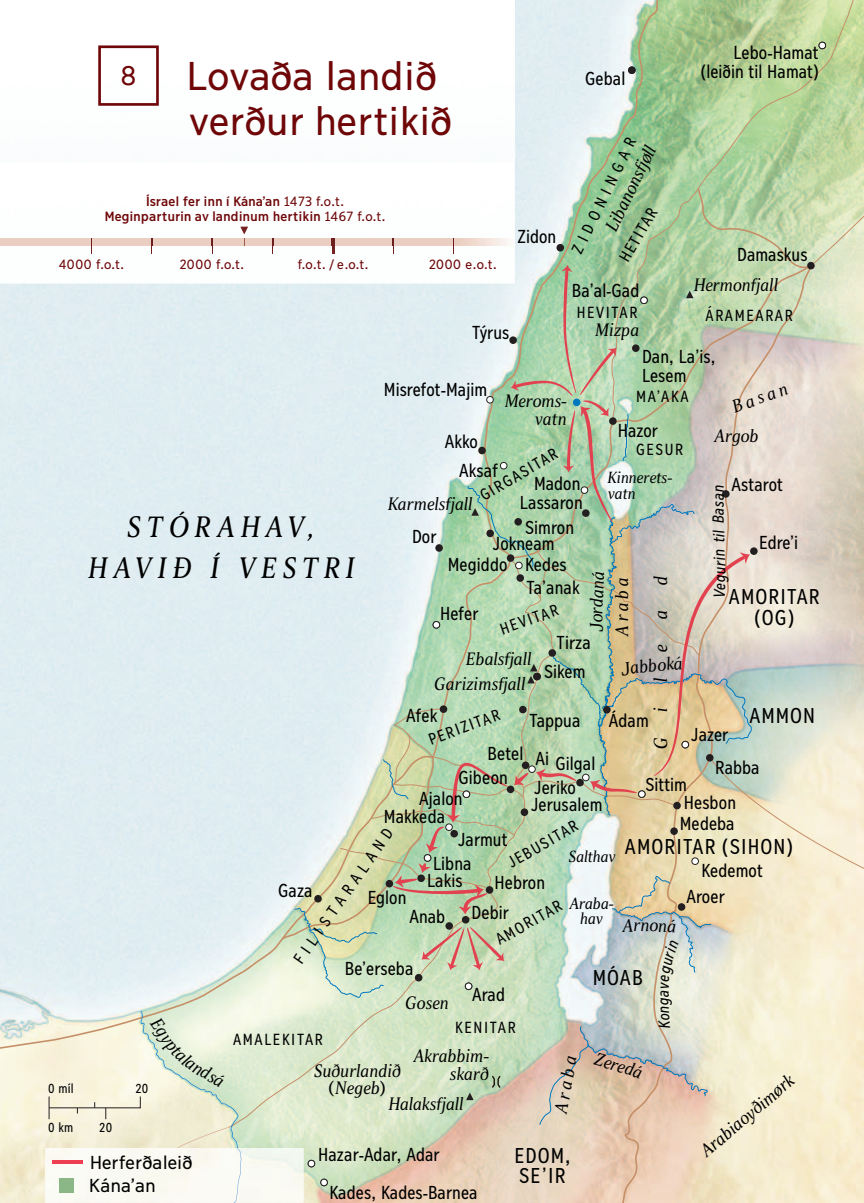 8
Lovaða landið
verður hertikið
Ísrael fer inn í Kána'an 1473 f.o.t.
Meginparturin av landinum hertikin 1467 f.o.t.
4000 f.o.t.
2000 f.o.t.
f.o.t. / e.o.t.
2000 e.o.t.
Lebo-Hamat
(leiðin til Hamat)
Gebal
ZIDONINGAR
Libanonsfjøll
HETITAR
Zidon
Damaskus
Ba'al-Gad
Hermonfjall
HEVITAR
Mizpa
ÁRAMEARAR
Týrus
Dan, La'is,
Lesem
MA'AKA
Misrefot-Majim
Meroms-
vatn
Basan
Hazor
Argob
GESUR
Akko
Aksaf
GIRGASITAR
Kinnerets-
vatn
Madon
Astarot
Karmelsfjall
Lassaron
Simron
Vegurin til Basan
STÓRAHAV,
HAVIÐ Í VESTRI
Dor
Jokneam
Edre'i
Megiddo
Kedes
Ta'anak
Jordaná
Araba
Gilead
AMORITAR
(OG)
Hefer
HEVÍTAR
Tirza
Ebalsfjall
Sikem
Jabboká
Garizimsfjall
Afek
PERIZITAR
Tappua
Ádam
AMMON
Jazer
Betel
Ai
Gilgal
Rabba
Gibeon
Jeriko
Sittim
Ajalon
Jerusalem
Hesbon
Makkeda
Medeba
Jarmut
JEBUSITAR
AMORITAR (SIHON)
Salthav
Libna
Kedemot
FILISTARALAND
Lakis
Hebron
Gaza
Eglon
Aroer
Araba-
hav
Anab
Debir
AMORITAR
Arnoná
Be'erseba
MÓAB
Kongavegurin
Arad
Gosen
KENITAR
Egyptalandsá
AMALEKITAR
Akrabbim-
skarð
Suðurlandið
(Negeb)
Zeredá
Araba
Halaksfjall
Arabiaoyðimørk
0 míl
20
0 km
20
Hazar-Adar, Adar
EDOM,
SE'IR
Herferðaleið
Kána'an
Kades, Kades-Barnea